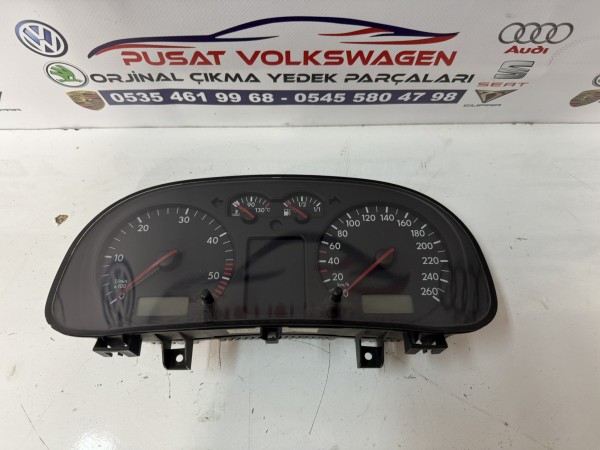 PUSAT VOLKSWAGEN
ORJİNAL ÇIKMA YEDEK PARÇALARI
0535 461 99 68 - 0545 580 47 98
Audi
SEAT
CUPRA
90
130°C
1/2
1/1
10
20
30
40
50
0
1/min
x 100
20
40
60
80
100
120
140
160
180
200
220
240
260
km/h